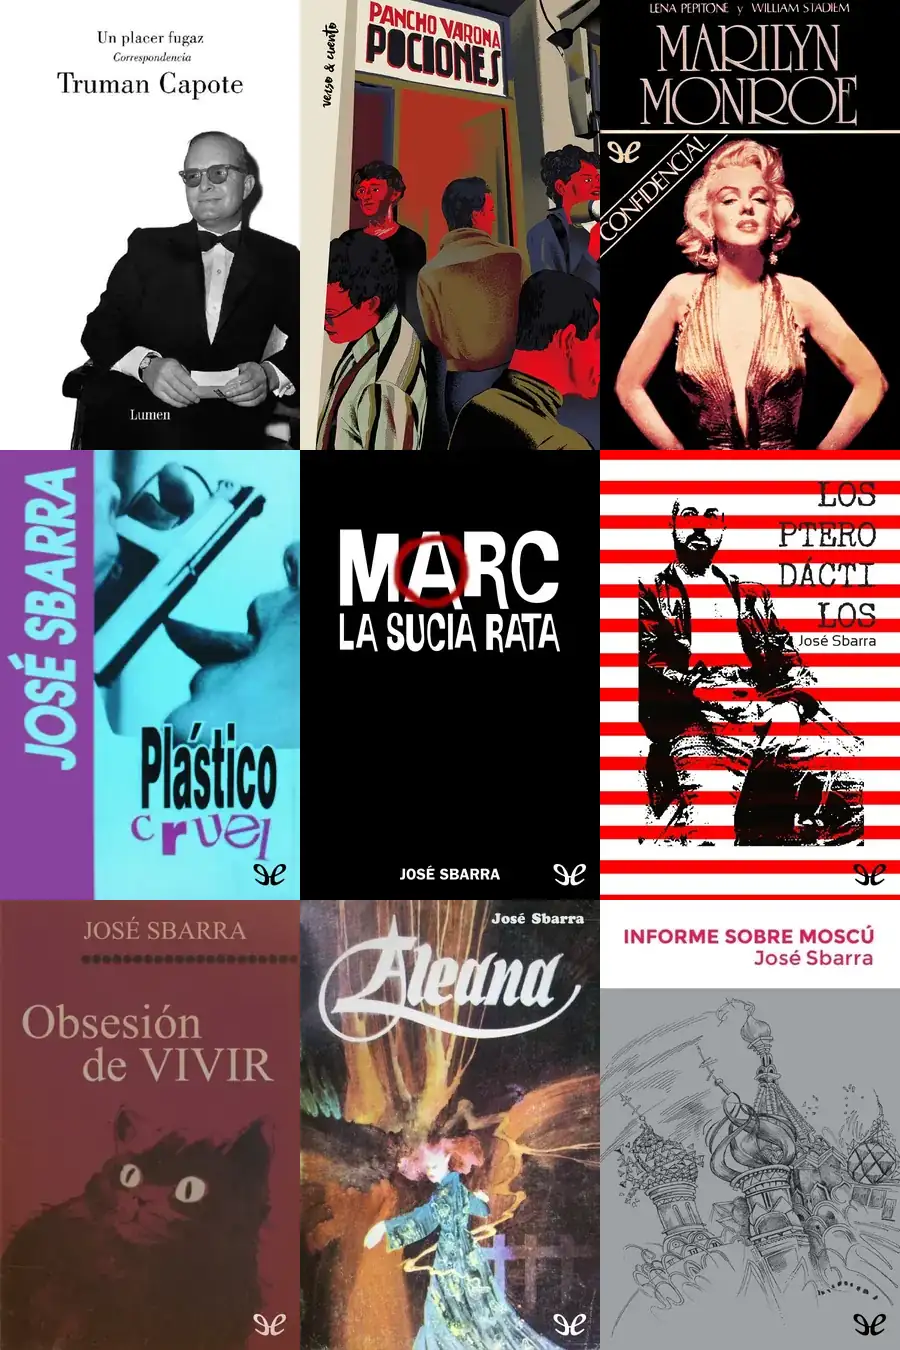 Un placer fugaz
Correspondencia
Truman Capote
Lumen
verso & cuento
PANCHO VARONA
POCIONES
LENA PEPITONE y WILLIAM STADIEM
MARILYN
MONROE
CONFIDENCIAL
JOSÉ SBARRA
Plástico
cruel
MARC
LA SUCIA RATA
JOSÉ SBARRA
LOS
PTERO
DÁCTI
LOS
José Sbarra
JOSÉ SBARRA
Obsesión
de VIVIR
José Sbarra
Aleana
INFORME SOBRE MOSCÚ
José Sbarra